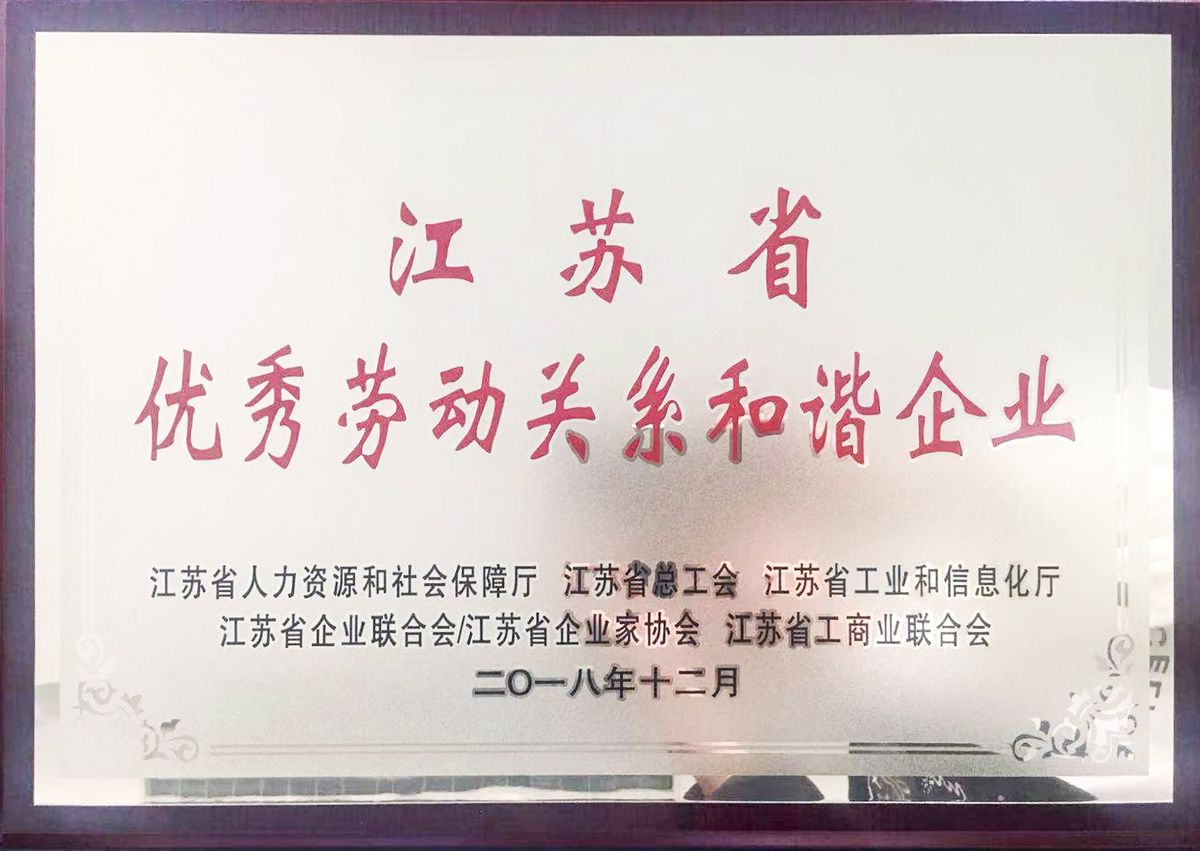 江苏省
优秀劳动关系和谐企业
江苏省人力资源和社会保障厅 江苏省总工会 江苏省工业和信息化厅
江苏省企业联合会/江苏省企业家协会 江苏省工商业联合会
二〇一八年十二月